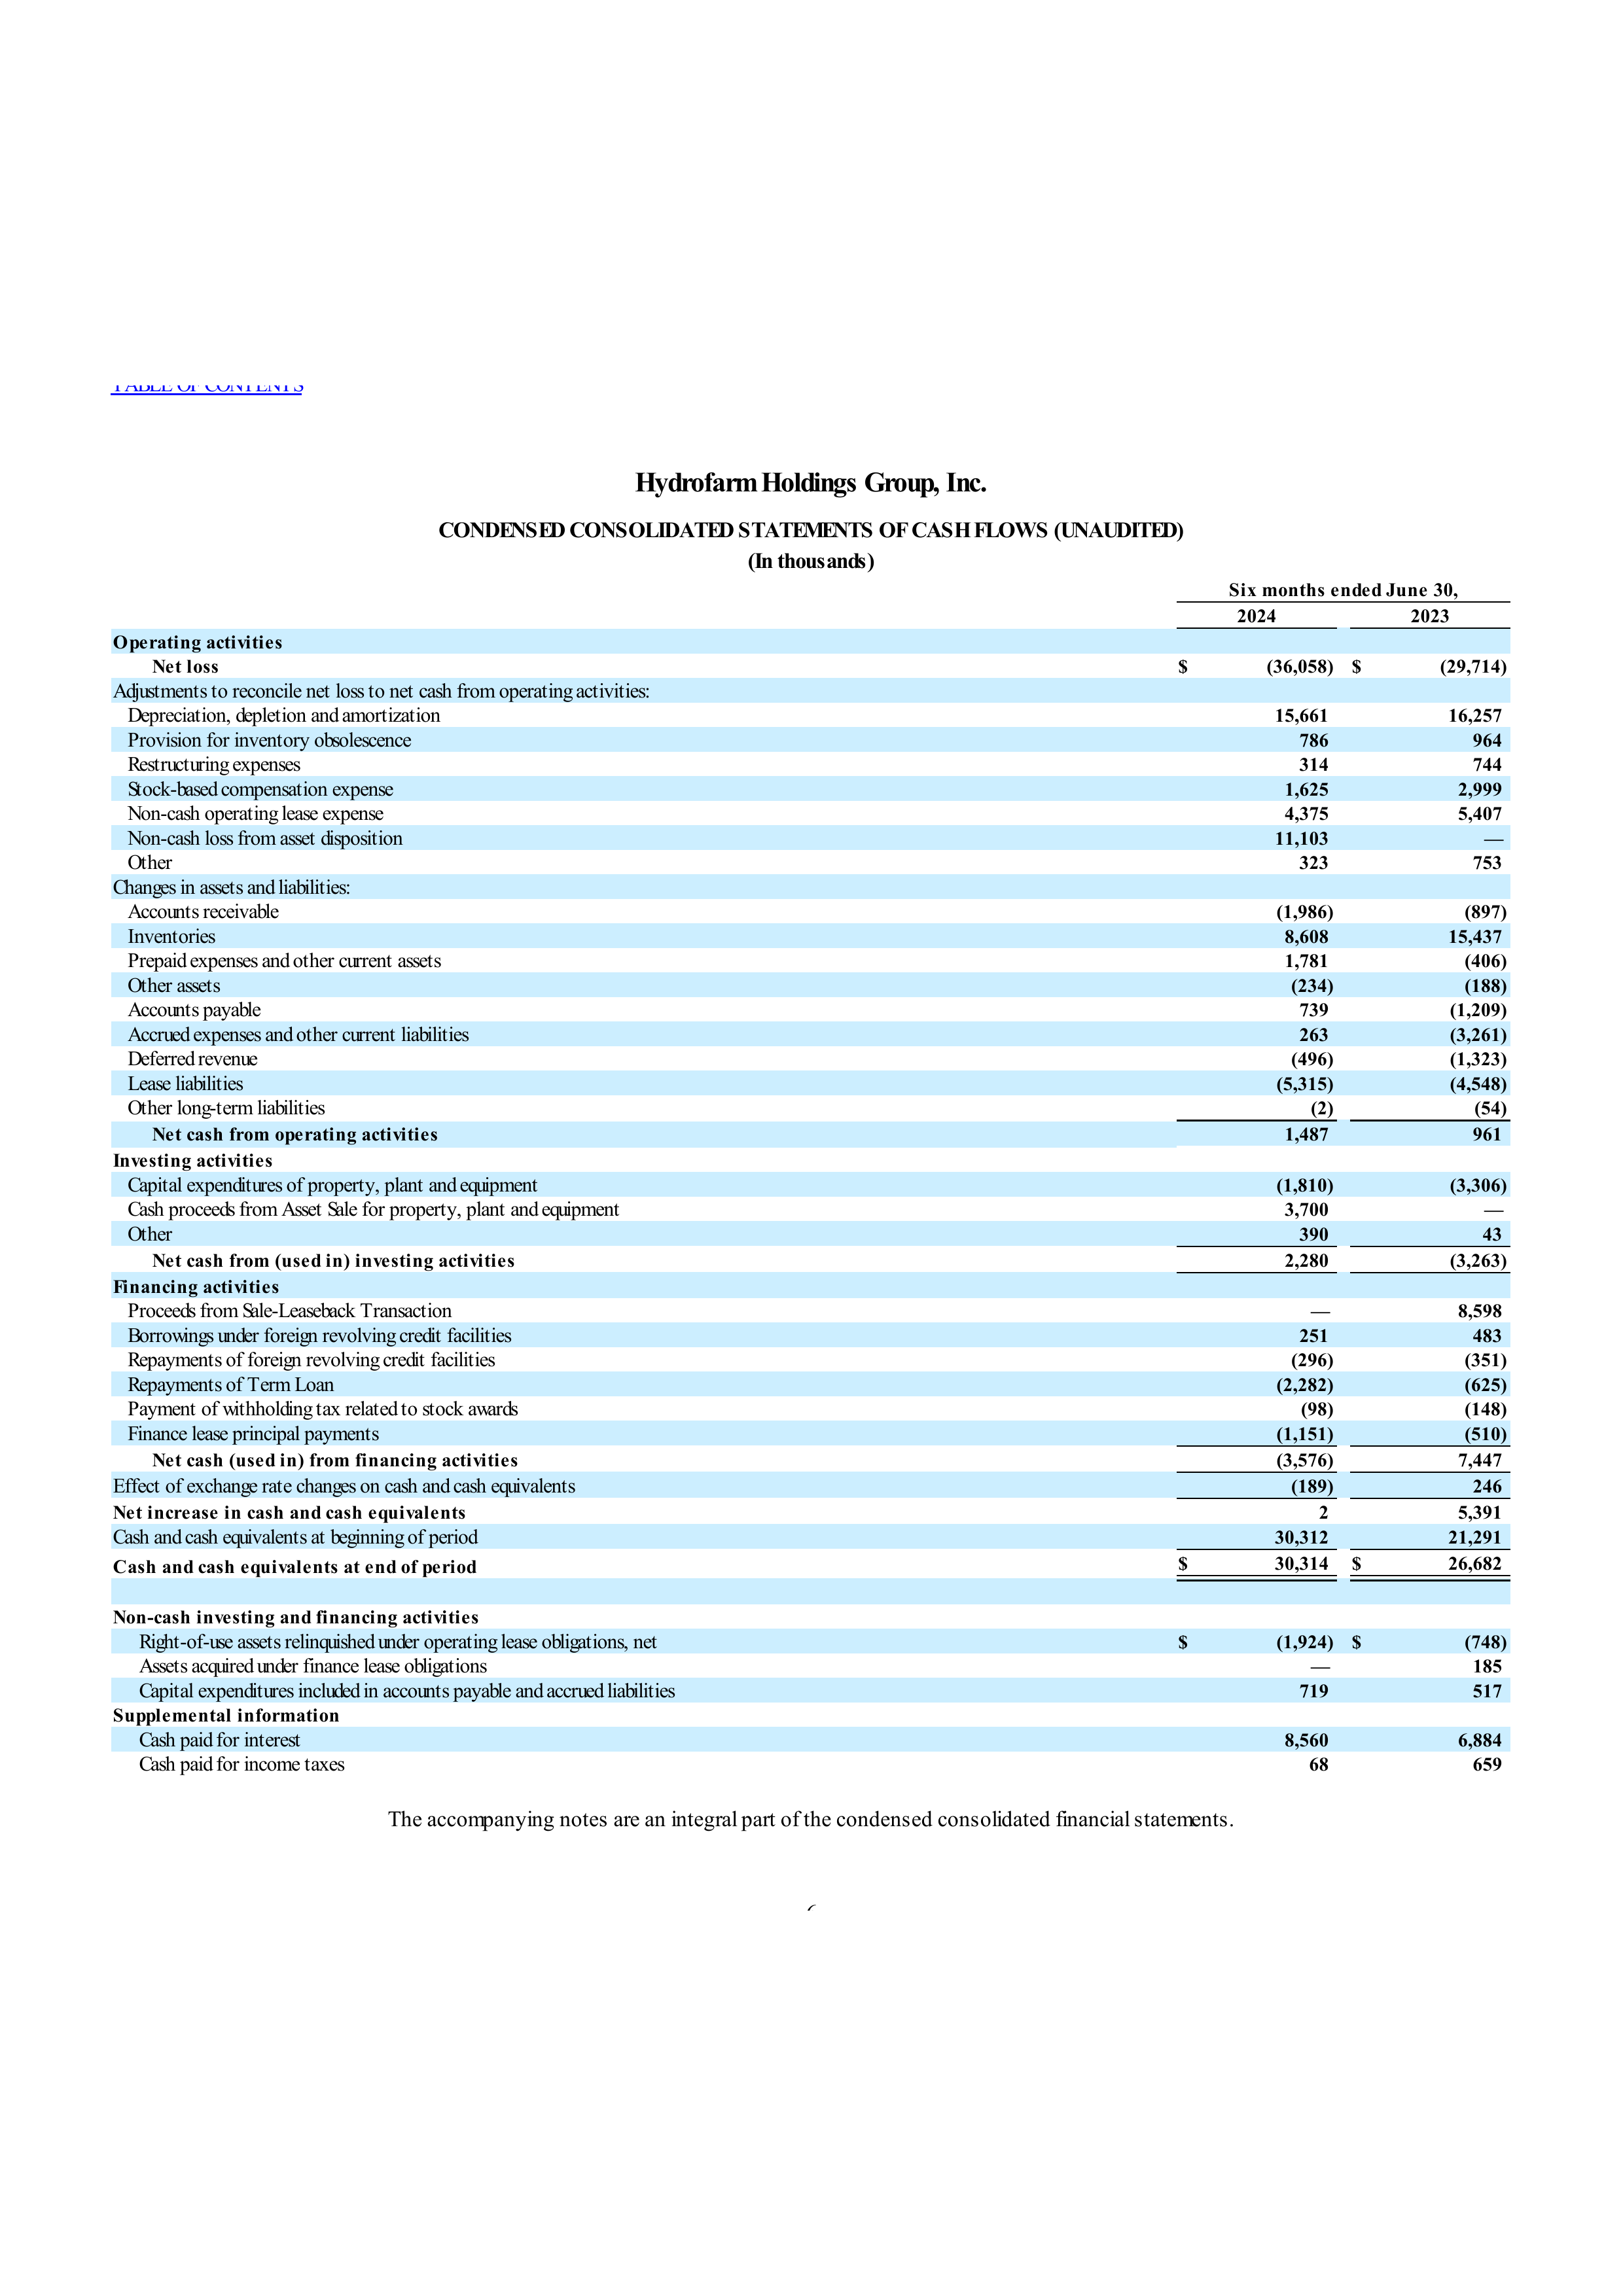 TABLE OF CONTENTS
Hydrofarm Holdings Group, Inc.
CONDENSED CONSOLIDATED STATEMENTS OF CASH FLOWS (UNAUDITED)
(In thousands)
Six months ended June 30,
2024 2023
Operating activities
Net loss $ (36,058) $ (29,714)
Adjustments to reconcile net loss to net cash from operating activities:
Depreciation, depletion and amortization 15,661 16,257
Provision for inventory obsolescence 786 964
Restructuring expenses 314 744
Stock-based compensation expense 1,625 2,999
Non-cash operating lease expense 4,375 5,407
Non-cash loss from asset disposition 11,103 —
Other 323 753
Changes in assets and liabilities:
Accounts receivable (1,986) (897)
Inventories 8,608 15,437
Prepaid expenses and other current assets 1,781 (406)
Other assets (234) (188)
Accounts payable 739 (1,209)
Accrued expenses and other current liabilities 263 (3,261)
Deferred revenue (496) (1,323)
Lease liabilities (5,315) (4,548)
Other long-term liabilities (2) (54)
Net cash from operating activities 1,487 961
Investing activities
Capital expenditures of property, plant and equipment (1,810) (3,306)
Cash proceeds from Asset Sale for property, plant and equipment 3,700 —
Other 390 43
Net cash from (used in) investing activities 2,280 (3,263)
Financing activities
Proceeds from Sale-Leaseback Transaction — 8,598
Borrowings under foreign revolving credit facilities 251 483
Repayments of foreign revolving credit facilities (296) (351)
Repayments of Term Loan (2,282) (625)
Payment of withholding tax related to stock awards (98) (148)
Finance lease principal payments (1,151) (510)
Net cash (used in) from financing activities (3,576) 7,447
Effect of exchange rate changes on cash and cash equivalents (189) 246
Net increase in cash and cash equivalents 2 5,391
Cash and cash equivalents at beginning of period 30,312 21,291
Cash and cash equivalents at end of period $ 30,314 $ 26,682
Non-cash investing and financing activities
Right-of-use assets relinquished under operating lease obligations, net $ (1,924) $ (748)
Assets acquired under finance lease obligations — 185
Capital expenditures included in accounts payable and accrued liabilities 719 517
Supplemental information
Cash paid for interest 8,560 6,884
Cash paid for income taxes 68 659
The accompanying notes are an integral part of the condensed consolidated financial statements.